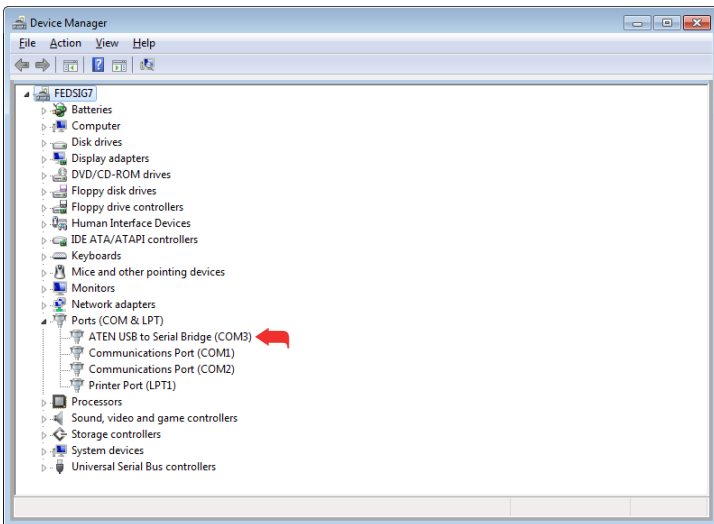 Device Manager
File Action View Help
FEDSIG7
Batteries
Computer
Disk drives
Display adapters
DVD/CD-ROM drives
Floppy disk drives
Floppy drive controllers
Human Interface Devices
IDE ATA/ATAPI controllers
Keyboards
Mice and other pointing devices
Monitors
Network adapters
Ports (COM & LPT)
ATEN USB to Serial Bridge (COM3)
Communications Port (COM1)
Communications Port (COM2)
Printer Port (LPT1)
Processors
Sound, video and game controllers
Storage controllers
System devices
Universal Serial Bus controllers